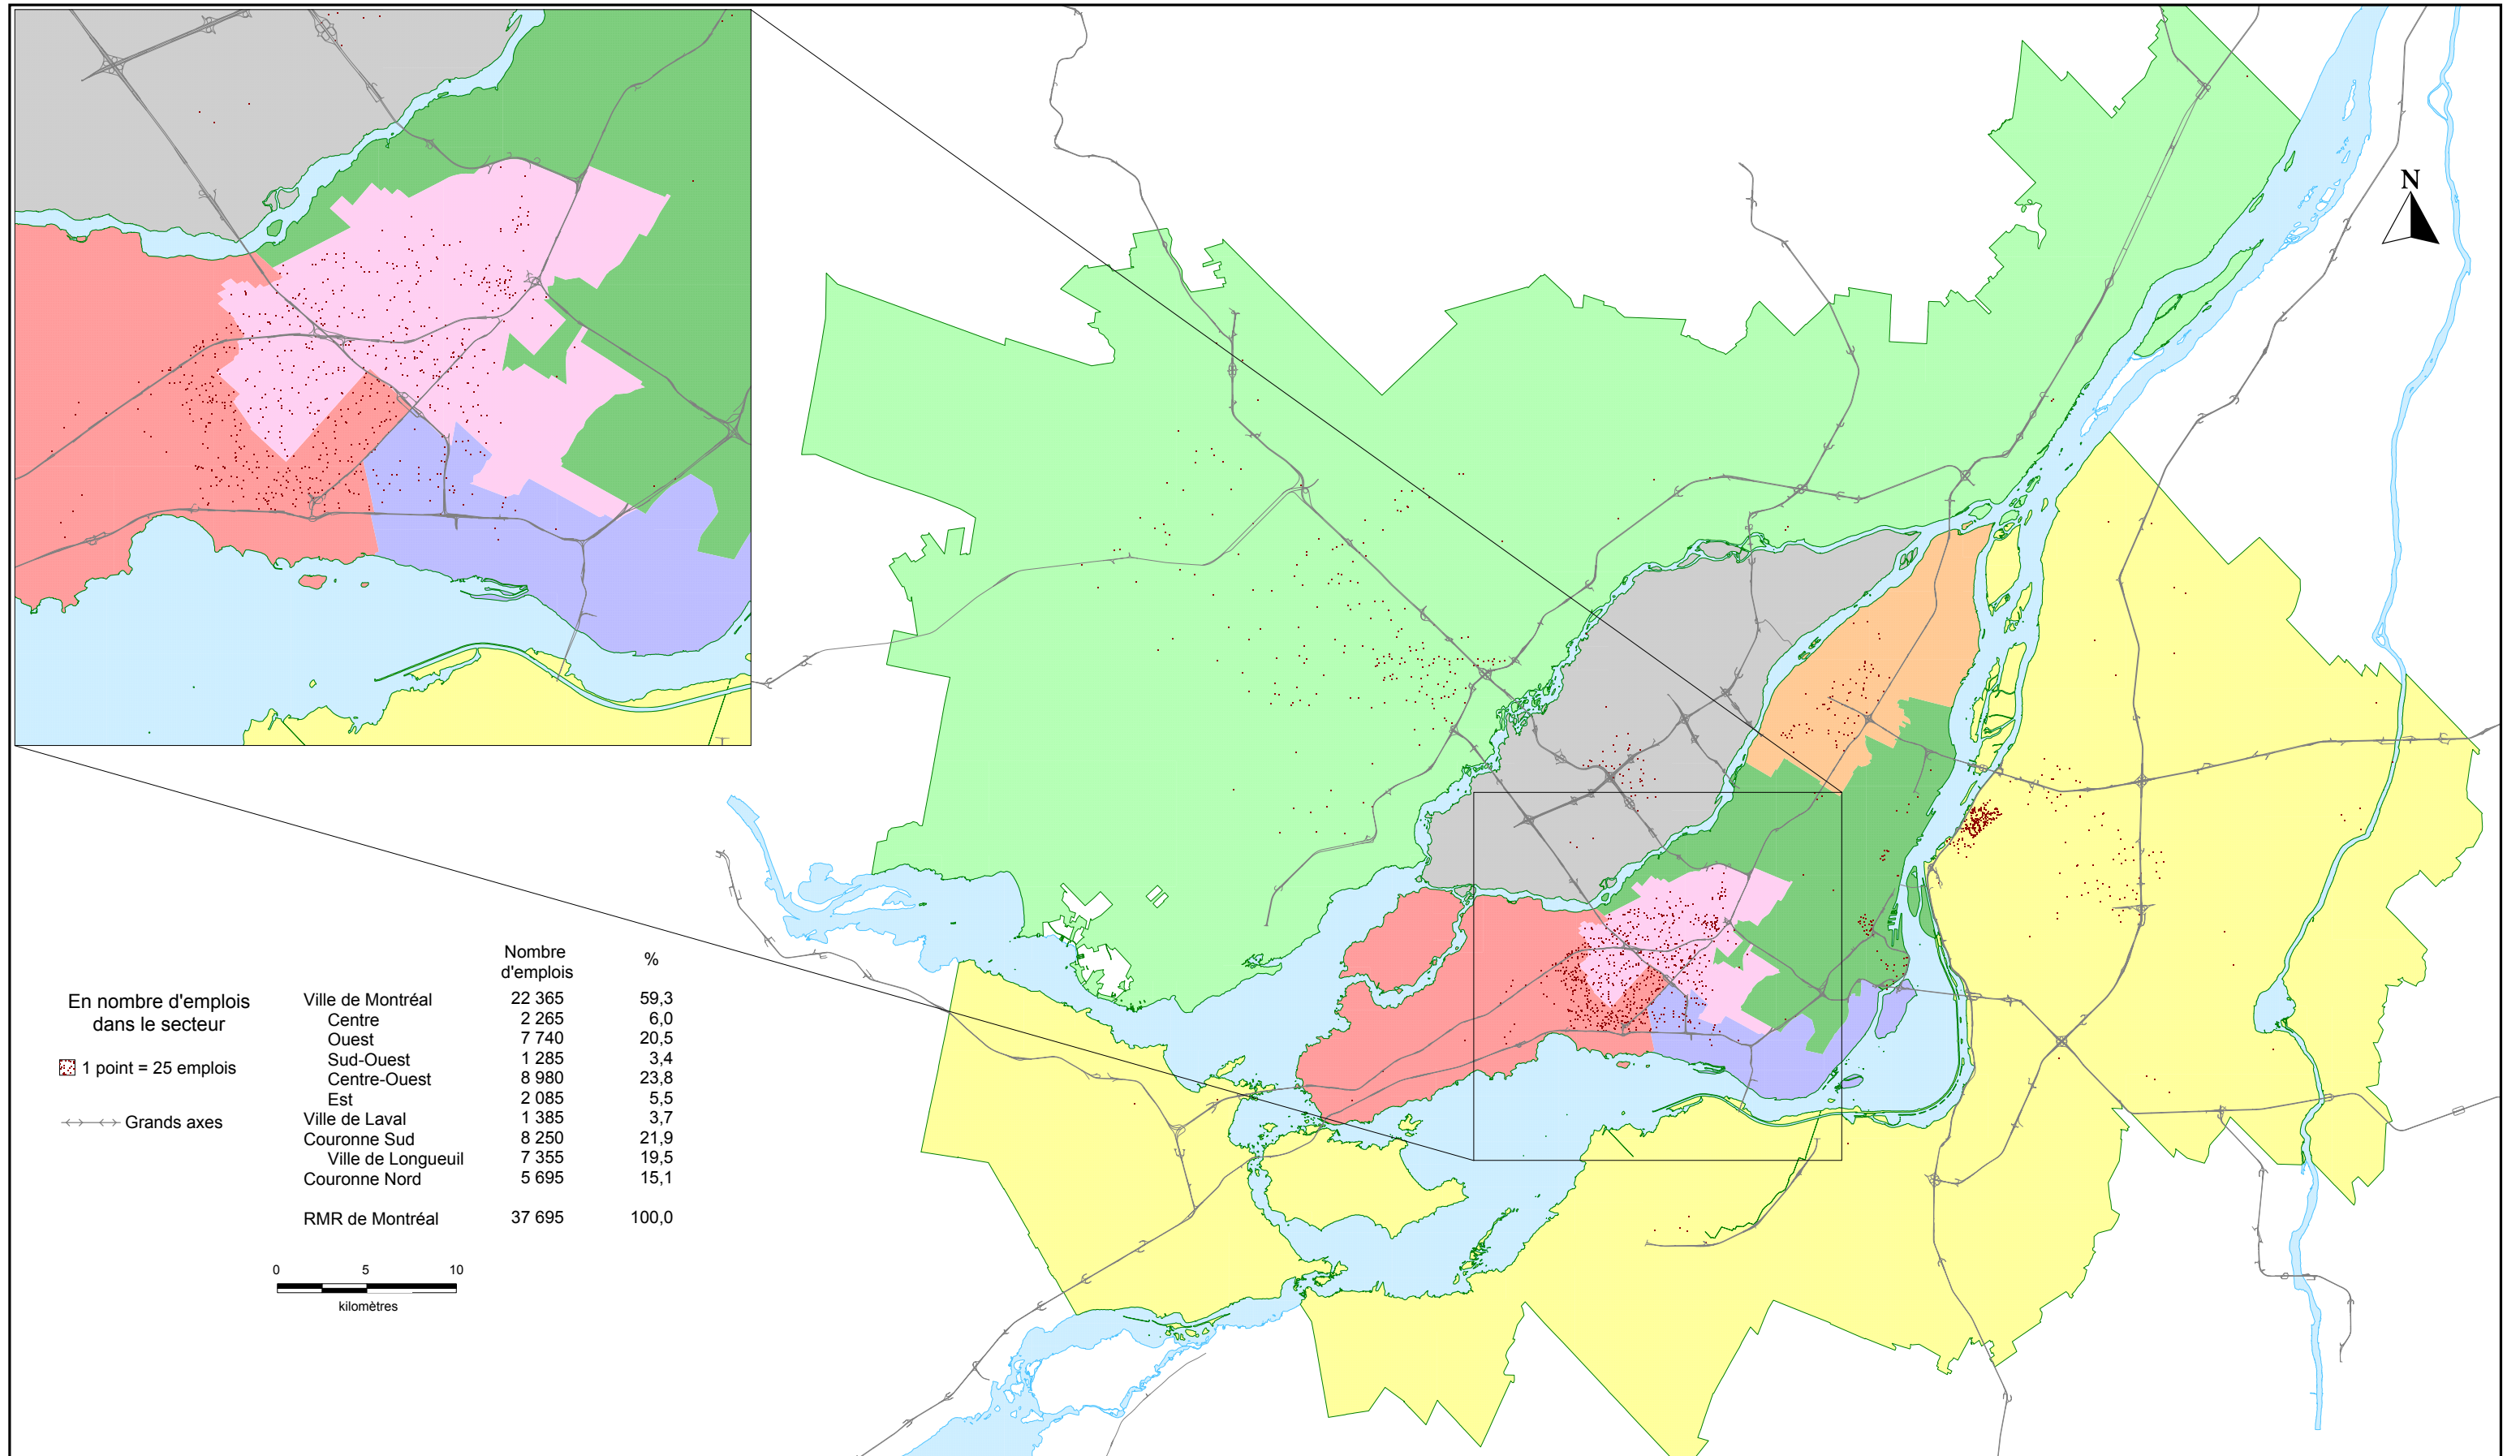 N
Nombre
d'emplois
%
En nombre d'emplois
dans le secteur
1 point = 25 emplois
Grands axes
Ville de Montréal 22 365 59,3
Centre 2 265 6,0
Ouest 7 740 20,5
Sud-Ouest 1 285 3,4
Centre-Ouest 8 980 23,8
Est 2 085 5,5
Ville de Laval 1 385 3,7
Couronne Sud 8 250 21,9
Ville de Longueuil 7 355 19,5
Couronne Nord 5 695 15,1
RMR de Montréal 37 695 100,0
0 5 10
kilomètres